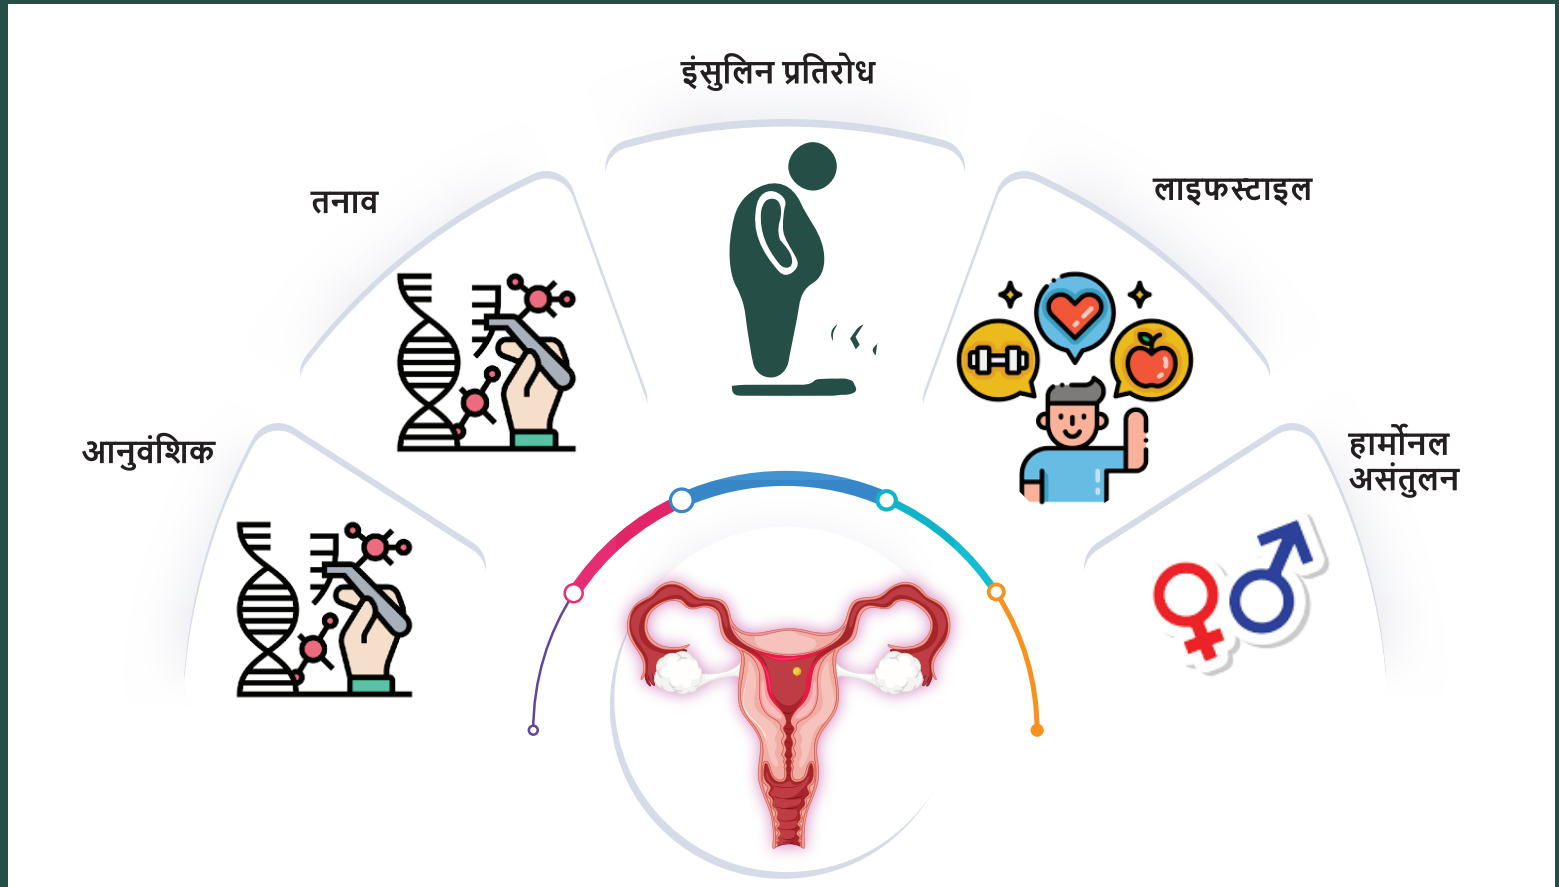 इंसुलिन प्रतिरोध
तनाव
लाइफस्टाइल
आनुवंशिक
हार्मोनल
असंतुलन